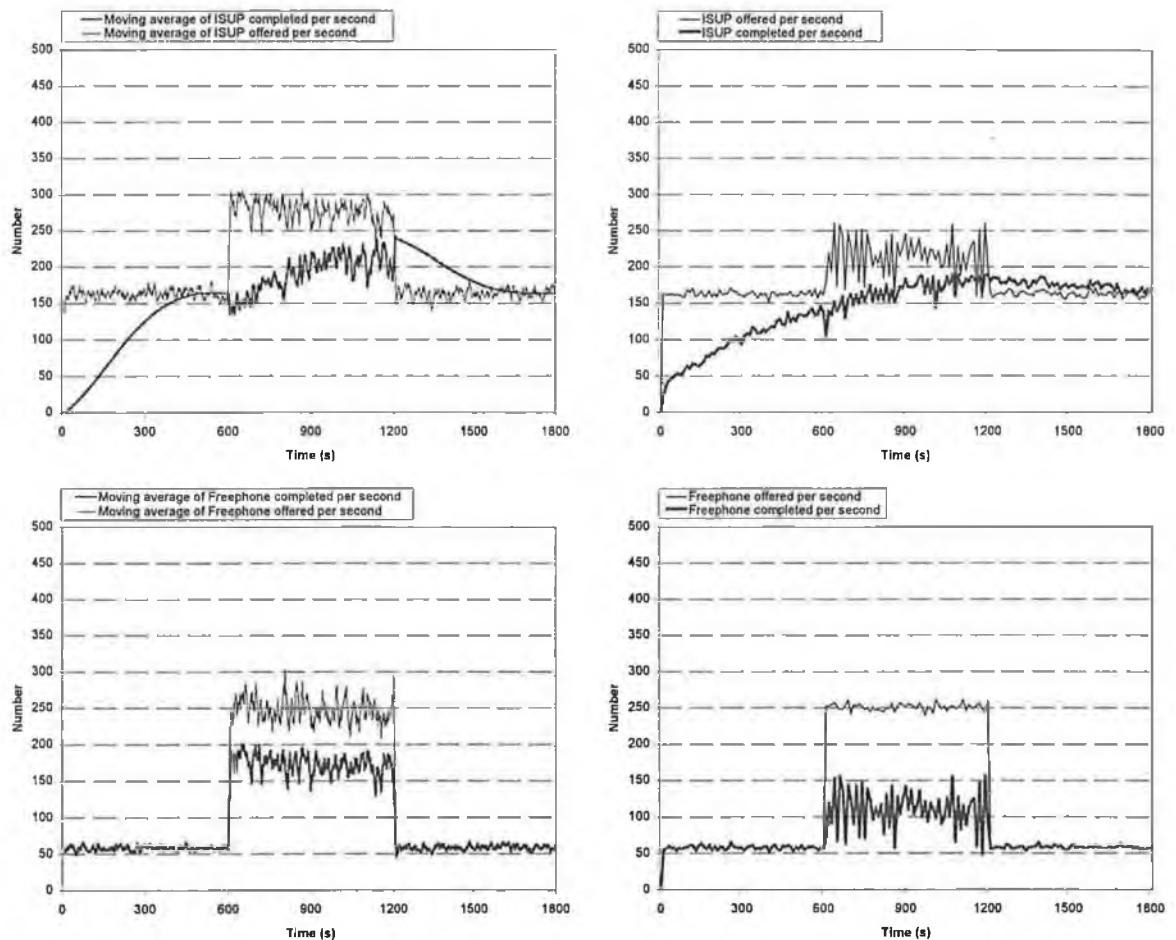 Moving average of ISUP completed per second
Moving average of ISUP offered per second
500
450
400
350
300
250
200
150
100
50
0
Number
0 300 600 900 1200 1500 1800
Time (s)
ISUP offered per second
ISUP completed per second
500
450
400
350
300
250
200
150
100
50
0
Number
0 300 600 900 1200 1500 1800
Time (s)
Moving average of Freephone completed per second
Moving average of Freephone offered per second
500
450
400
350
300
250
200
150
100
50
0
Number
0 300 600 900 1200 1500 1800
Time (s)
Freephone offered per second
Freephone completed per second
500
450
400
350
300
250
200
150
100
50
0
Number
0 300 600 900 1200 1500 1800
Time (s)